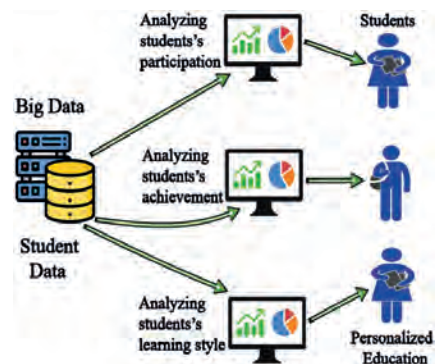 Analyzing
students's
participation
Students
Big Data
Analyzing
students's
achievement
Student
Data
Analyzing
students's
learning style
Personalized
Education